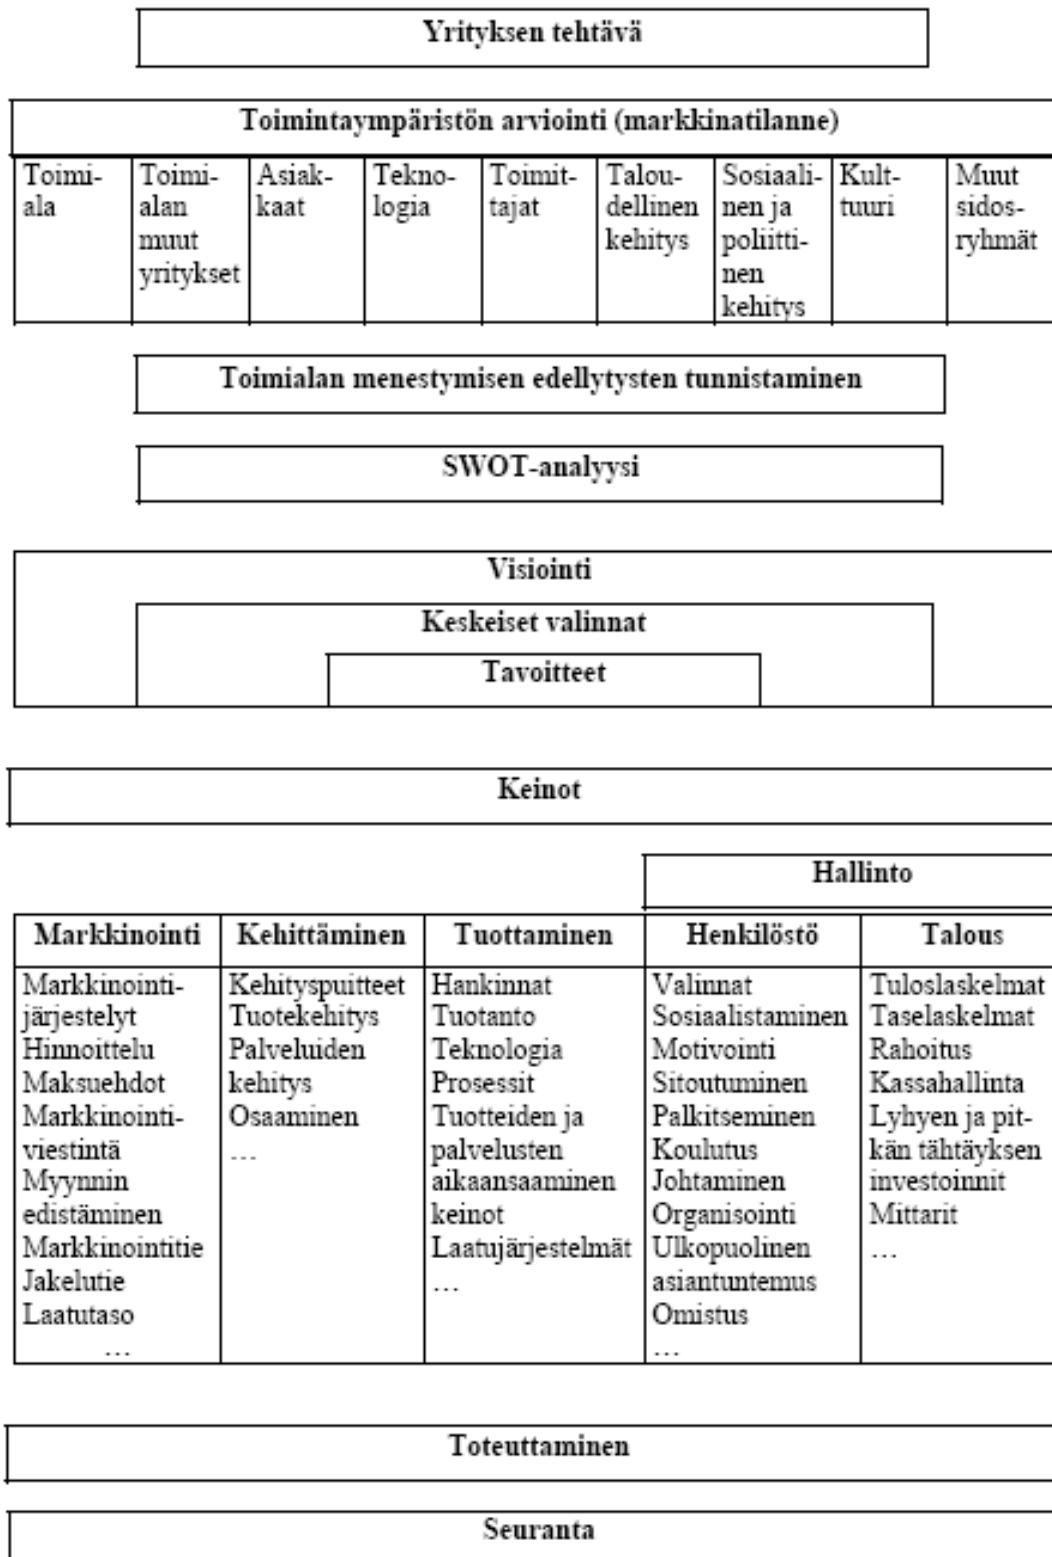 Yrityksen tehtävä
Toimintaympäristön arviointi (markkinatilanne)
Toimi-
ala
Toimi-
alan
muut
yritykset
Asiak-
kaat
Tekno-
logia
Toimit-
tajat
Talou-
dellinen
kehitys
Sosiaali-
nen ja
poliitti-
nen
kehitys
Kult-
tuuri
Muut
sidos-
ryhmät
Toimialan menestymisen edellytysten tunnistaminen
SWOT-analyysi
Visiointi
Keskeiset valinnat
Tavoitteet
Keinot
Hallinto
Markkinointi
Markkinointi-
järjestelyt
Hinnoittelu
Maksuehdot
Markkinointi-
viestintä
Myynnin
edistäminen
Markkinointitie
Jakelutie
Laatutaso
…
Kehittäminen
Kehityspuitteet
Tuotekehitys
Palveluiden
kehitys
Osaaminen
…
Tuottaminen
Hankinnat
Tuotanto
Teknologia
Prosessit
Tuotteiden ja
palvelusten
aikaansaaminen
keinot
Laatujärjestelmät
…
Henkilöstö
Valinnat
Sosiaalistaminen
Motivointi
Sitoutuminen
Palkitseminen
Koulutus
Johtaminen
Organisointi
Ulkopuolinen
asiantuntemus
Omistus
…
Talous
Tuloslaskelmat
Taselaskelmat
Rahoitus
Kassahallinta
Lyhyen ja pit-
kän tähtäyksen
investoinnit
Mittarit
…
Toteuttaminen
Seuranta